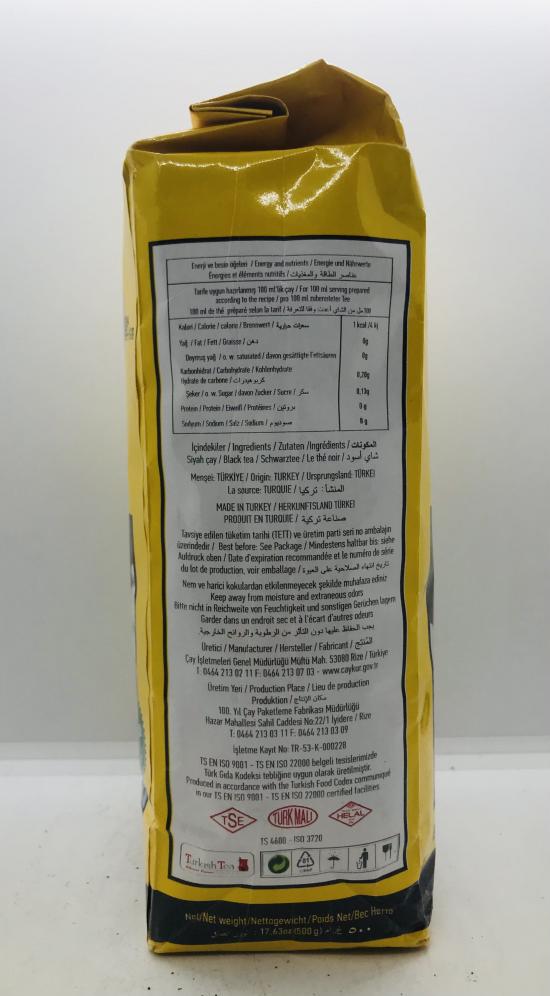 Enerji ve besin öğeleri / Energy and nutrients / Energie und Nährwerte
Énergies et éléments nutritifs / عناصر الطاقة والمغذيات
Tarife uygun hazırlanmış 100 ml'lik çay / For 100 ml serving prepared
according to the recipe / pro 100 ml zubereiteter Tee
100 ml de thé préparé selon la tarif / 100 مل من الشاي أعدت وفقا للتعرفة
Kalori / Calorie / calorie / Brennwert / سعرات حرارية 1 kcal /4 kj
Yağ / Fat / Fett / Graisse / دهن 0g
Doymuş yağ / o. w. saturated / davon gesättigte Fettsäuren 0g
Karbonhidrat / Carbohydrate / Kohlenhydrate
Hydrate de carbone / كربوهيدرات 0,20g
Şeker / o. w. Sugar / davon Zucker / Sucre / سكر 0,13g
Protein / Protein / Eiweiß / Protéines / بروتين 0 g
Sodyum / Sodium / Salz / Sodium / صوديوم 0 g
İçindekiler / Ingredients / Zutaten / Ingrédients / المكونات
Siyah çay / Black tea / Schwarztee / Le thé noir / شاي أسود
Menşei: TÜRKİYE / Origin: TURKEY / Ursprungsland: TÜRKEI
La source: TURQUIE / المنشأ: تركيا
MADE IN TURKEY / HERKUNFTSLAND TÜRKEI
PRODUIT EN TURQUIE / صناعة تركية
Tavsiye edilen tüketim tarihi (TETT) ve üretim parti seri no ambalajın
üzerindedir / Best before: See Package / Mindestens haltbar bis: siehe
Aufdruck oben / Date d'expiration recommandée et le numéro de série
du lot de production, voir emballage / تاريخ انتهاء الصلاحية على العبوة
Nem ve harici kokulardan etkilenmeyecek şekilde muhafaza ediniz
Keep away from moisture and extraneous odors
Bitte nicht in Reichweite von Feuchtigkeit und sonstigen Gerüchen lagern
Garder dans un endroit sec et à l'écart d'autres odeurs
يجب الحفاظ عليها دون التأثر من الرطوبة والروائح الخارجية
Üretici / Manufacturer / Hersteller / Fabricant / المُنتج
Çay İşletmeleri Genel Müdürlüğü Müftü Mah. 53080 Rize / Türkiye
T: 0464 213 02 11 F: 0464 213 07 03 - www.caykur.gov.tr
Üretim Yeri / Production Place / Lieu de production
Produktion / مكان الإنتاج
100. Yıl Çay Paketleme Fabrikası Müdürlüğü
Hazar Mahallesi Sahil Caddesi No:22/1 İyidere / Rize
T: 0464 213 03 11 F: 0464 213 03 09
İşletme Kayıt No: TR-53-K-000228
TS EN ISO 9001 - TS EN ISO 22000 belgeli tesislerimizde
Türk Gıda Kodeksi tebliğine uygun olarak üretilmiştir.
Produced in accordance with the Turkish Food Codex communiqué
in our TS EN ISO 9001 - TS EN ISO 22000 certified facilities
TSE TÜRK MALI HELAL
TS 4600 - ISO 3720
Turkish Tea
81
Net/Net weight/Nettogewicht/Poids Net/Вес Нетто
17.63oz (500 g) ٥٠٠ غرام